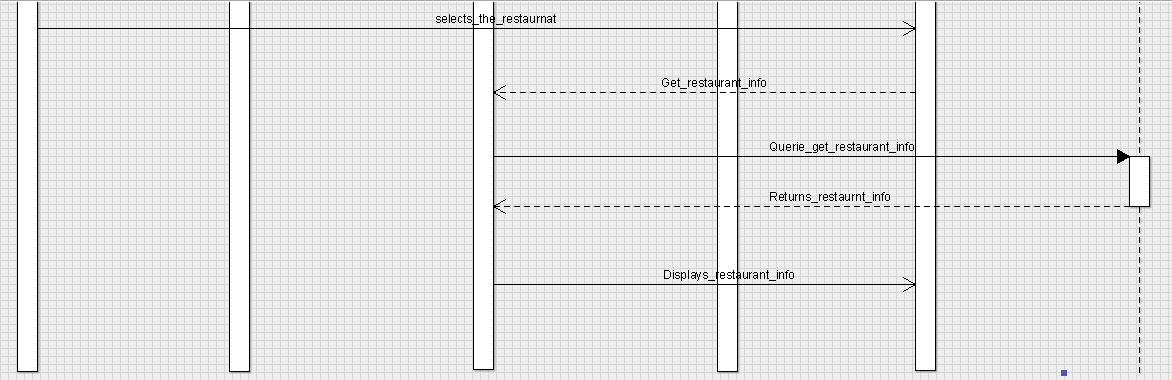 selects_the_restaurnat
Get_restaurant_info
Querie_get_restaurant_info
Returns_restaurnt_info
Displays_restaurant_info